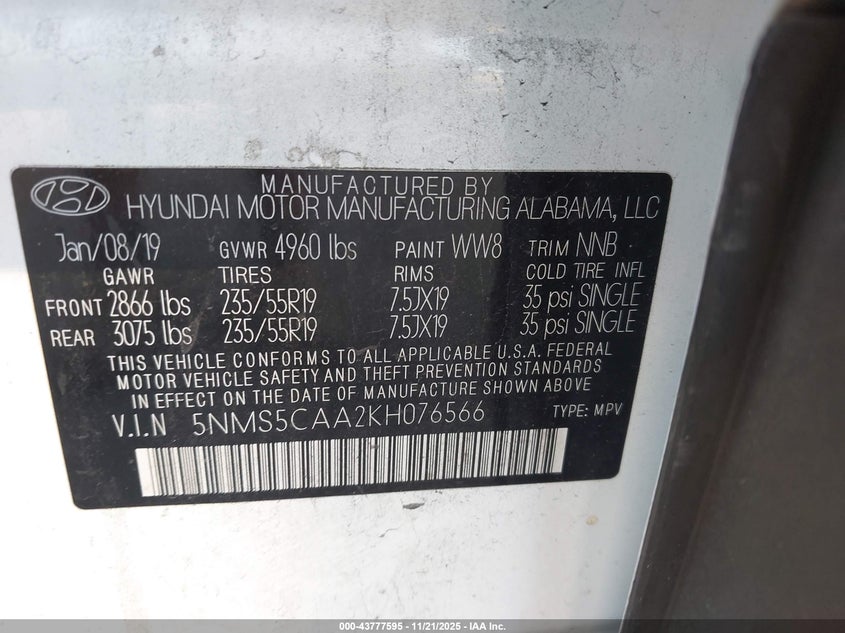 MANUFACTURED BY
HYUNDAI MOTOR MANUFACTURING ALABAMA, LLC
Jan/08/19 GVWR 4960 lbs PAINT WW8 TRIM NNB
GAWR TIRES RIMS COLD TIRE INFL
FRONT 2866 lbs 235/55R19 7.5JX19 35 psi SINGLE
REAR 3075 lbs 235/55R19 7.5JX19 35 psi SINGLE
THIS VEHICLE CONFORMS TO ALL APPLICABLE U.S.A. FEDERAL
MOTOR VEHICLE SAFETY AND THEFT PREVENTION STANDARDS
IN EFFECT ON THE DATE OF MANUFACTURE SHOWN ABOVE
V.I.N 5NMS5CAA2KH076566 TYPE: MPV
000-43777595 - 11/21/2025 - IAA Inc.